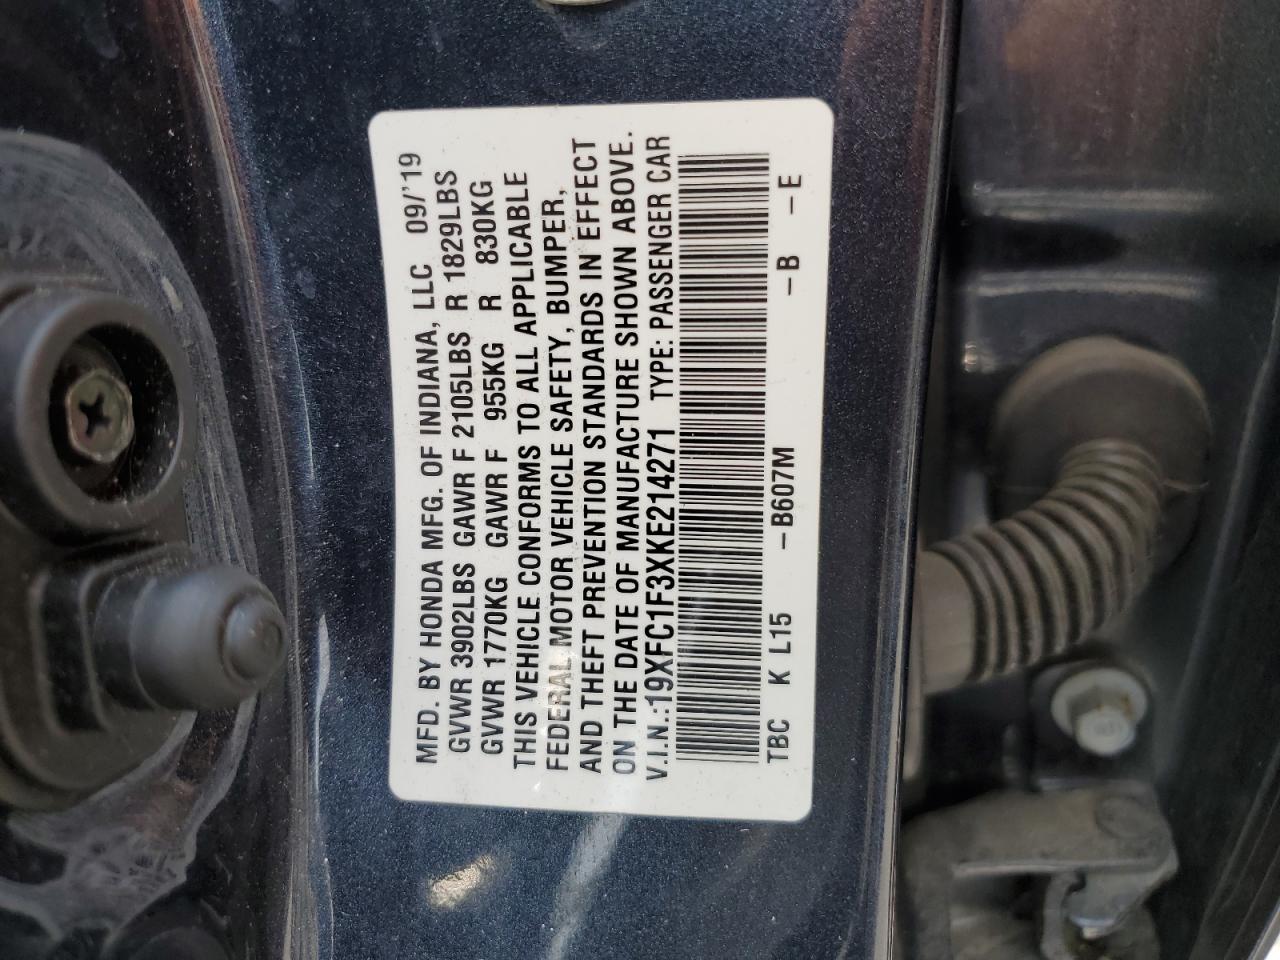 MFD. BY HONDA MFG. OF INDIANA, LLC 09/'19
GVWR 3902LBS GAWR F 2105LBS R 1829LBS
GVWR 1770KG GAWR F 955KG R 830KG
THIS VEHICLE CONFORMS TO ALL APPLICABLE
FEDERAL MOTOR VEHICLE SAFETY, BUMPER,
AND THEFT PREVENTION STANDARDS IN EFFECT
ON THE DATE OF MANUFACTURE SHOWN ABOVE.
V.I.N.:19XFC1F3XKE214271 TYPE: PASSENGER CAR
TBC K L15 -B607M -B -E